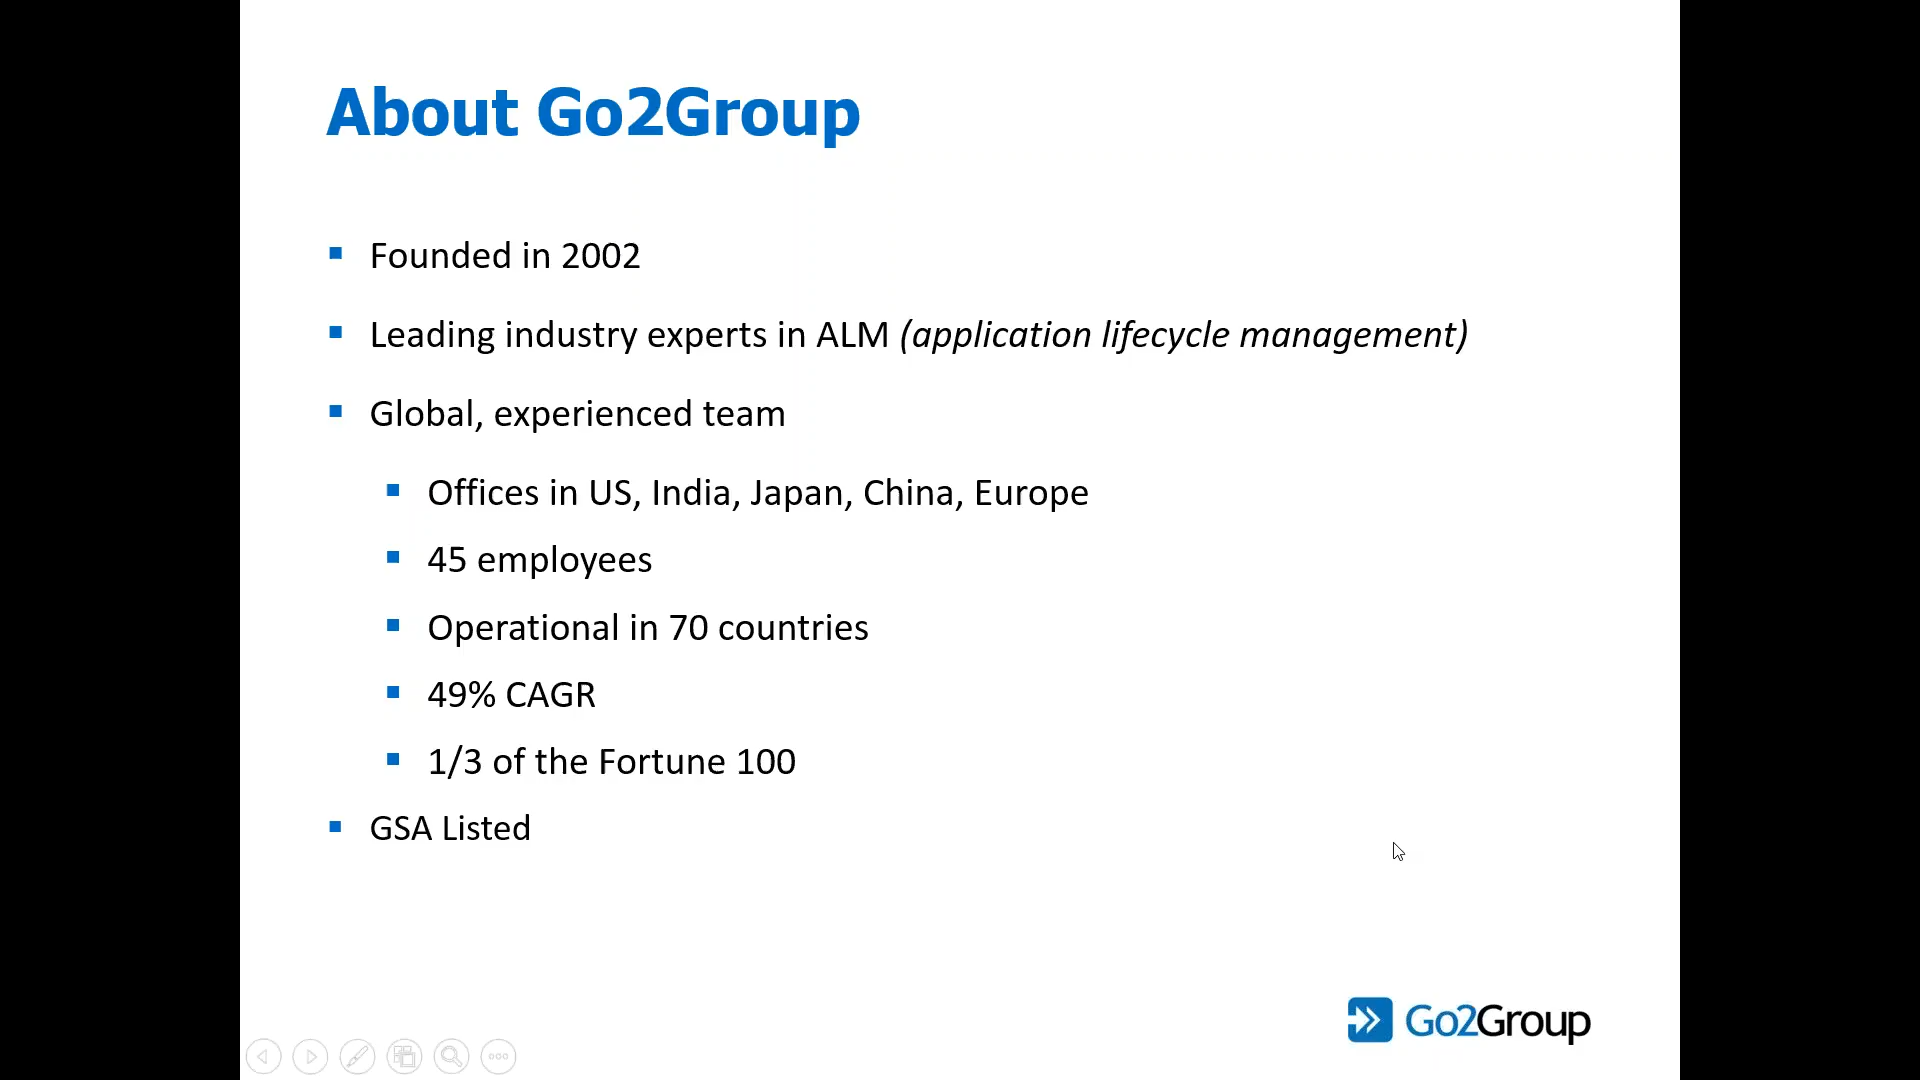 About Go2Group
Founded in 2002
Leading industry experts in ALM (application lifecycle management)
Global, experienced team
Offices in US, India, Japan, China, Europe
45 employees
Operational in 70 countries
49% CAGR
1/3 of the Fortune 100
GSA Listed
Go2Group